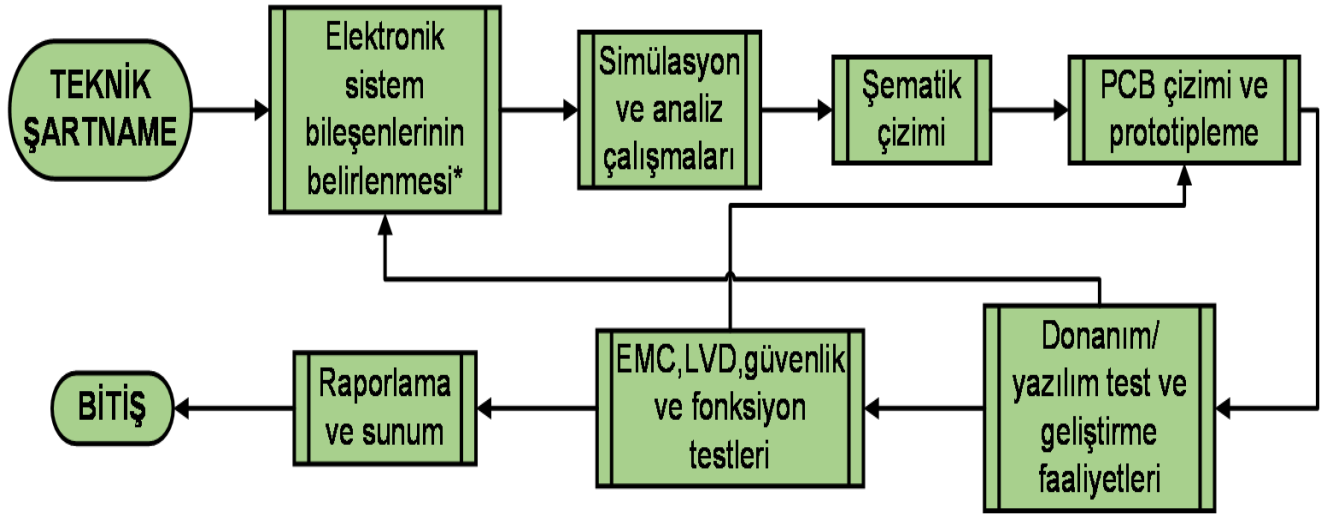 TEKNİK
ŞARTNAME
Elektronik
sistem
bileşenlerinin
belirlenmesi*
Simülasyon
ve analiz
çalışmaları
Şematik
çizimi
PCB çizimi ve
prototipleme
Donanım/
yazılım test ve
geliştirme
faaliyetleri
EMC,LVD,güvenlik
ve fonksiyon
testleri
Raporlama
ve sunum
BİTİŞ